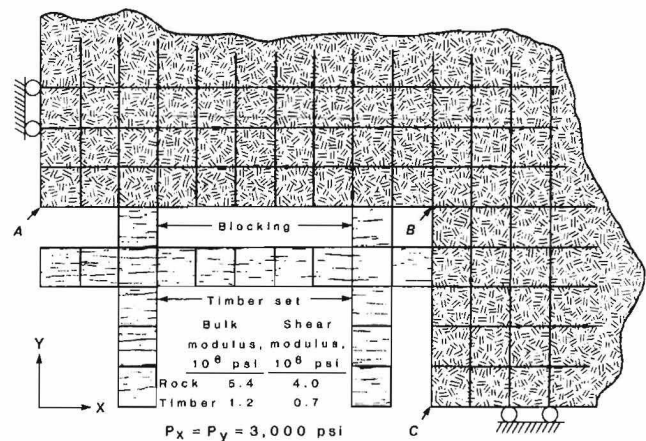 A
Blocking
B
Timber set
Bulk modulus, 10⁶ psi
Shear modulus, 10⁶ psi
Rock 5.4 4.0
Timber 1.2 0.7
Y
X
C
Px = Py = 3,000 psi